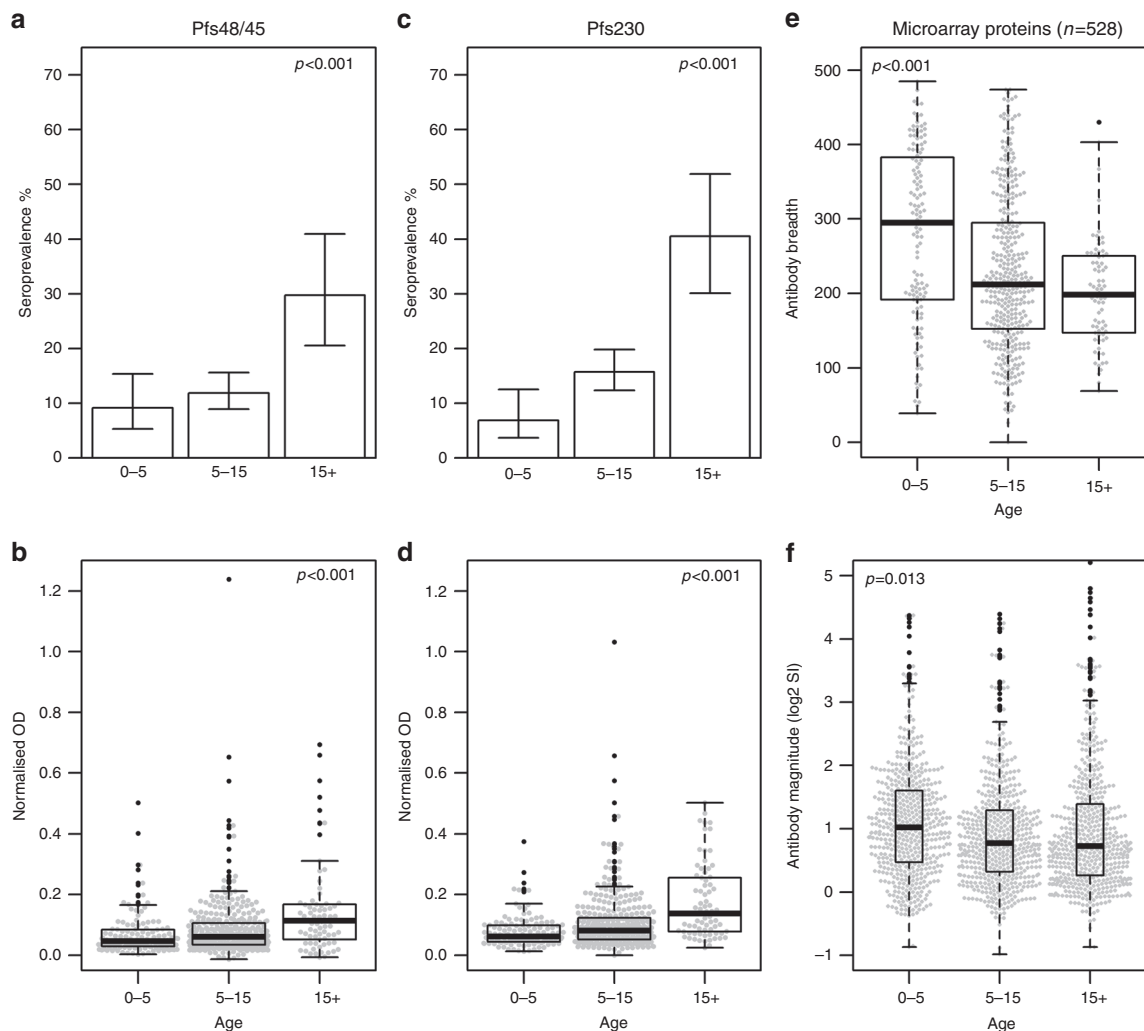 a
Pfs48/45
p<0.001
70
60
50
40
30
20
10
0
Seroprevalence %
0–5
5–15
15+
c
Pfs230
p<0.001
70
60
50
40
30
20
10
0
Seroprevalence %
0–5
5–15
15+
e
Microarray proteins (n=528)
p<0.001
500
400
300
200
100
0
Antibody breadth
0–5
5–15
15+
Age
b
p<0.001
1.2
1.0
0.8
0.6
0.4
0.2
0.0
Normalised OD
0–5
5–15
15+
Age
d
p<0.001
1.2
1.0
0.8
0.6
0.4
0.2
0.0
Normalised OD
0–5
5–15
15+
Age
f
p=0.013
5
4
3
2
1
0
–1
Antibody magnitude (log2 SI)
0–5
5–15
15+
Age